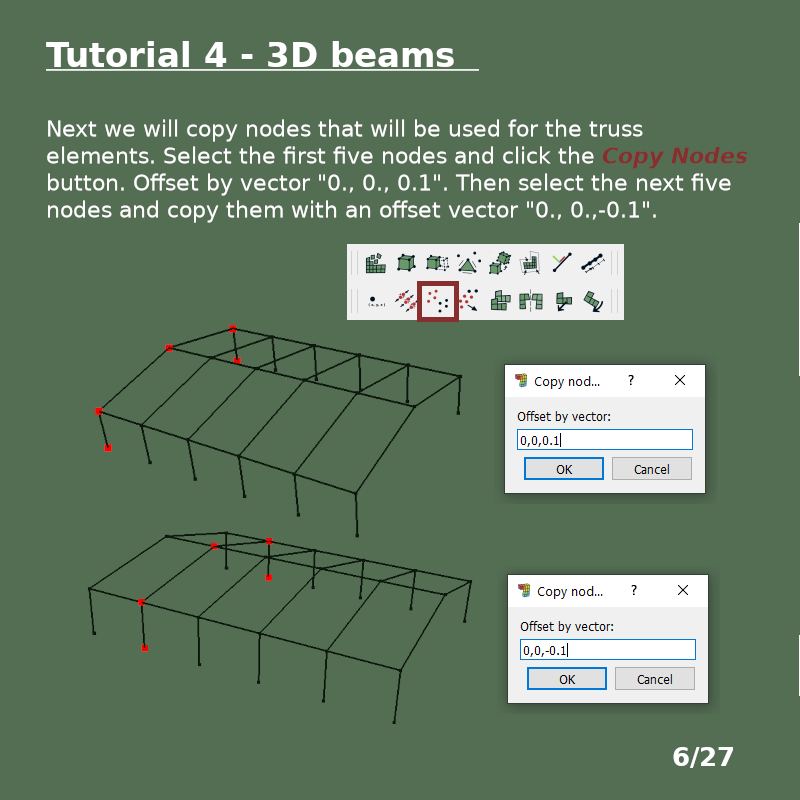 Tutorial 4 - 3D beams
Next we will copy nodes that will be used for the truss
elements. Select the first five nodes and click the Copy Nodes
button. Offset by vector "0., 0., 0.1". Then select the next five
nodes and copy them with an offset vector "0., 0.,-0.1".
(x,y,z)
Copy nod... ?
Offset by vector:
0,0,0.1
OK Cancel
Copy nod... ?
Offset by vector:
0,0,-0.1
OK Cancel
6/27